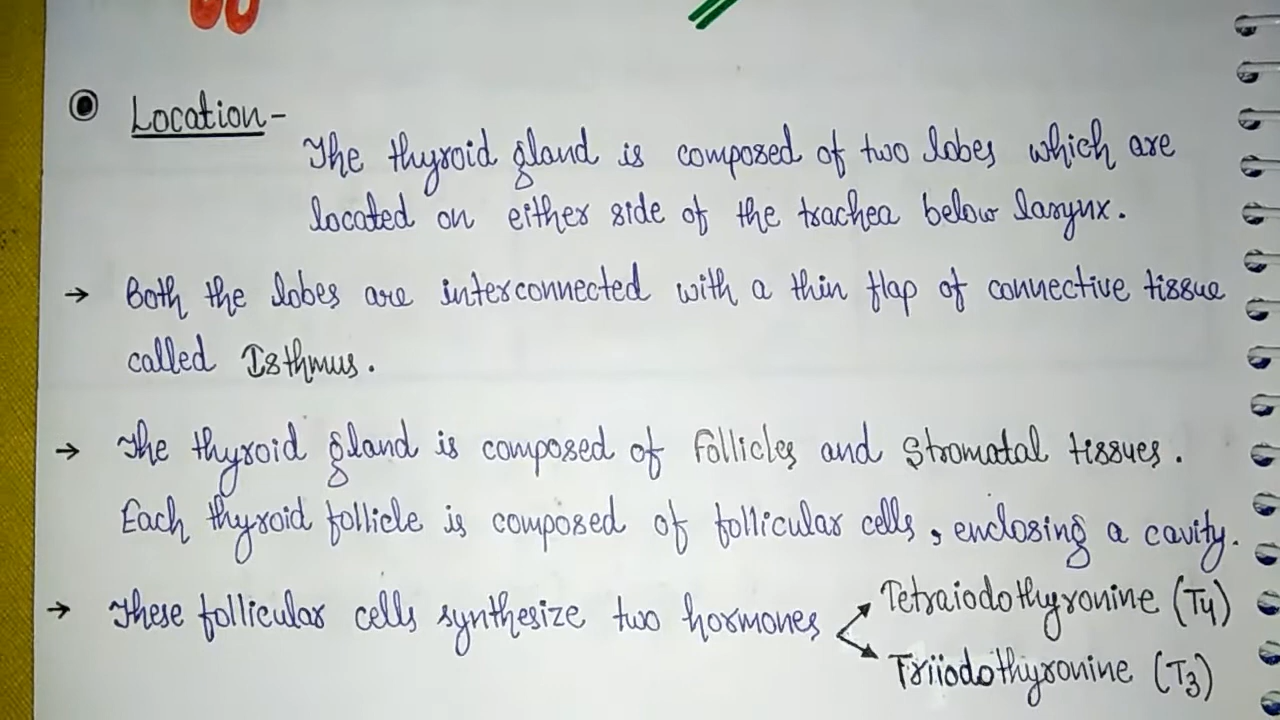 Location-
The thyroid gland is composed of two lobes which are
located on either side of the trachea below larynx.
→ Both the lobes are interconnected with a thin flap of connective tissue
called Isthmus.
→ The thyroid gland is composed of Follicles and Stromatal tissues.
Each thyroid follicle is composed of follicular cells, enclosing a cavity.
→ These follicular cells synthesize two hormones
Tetraiodothyronine (T4)
Triiodothyronine (T3)